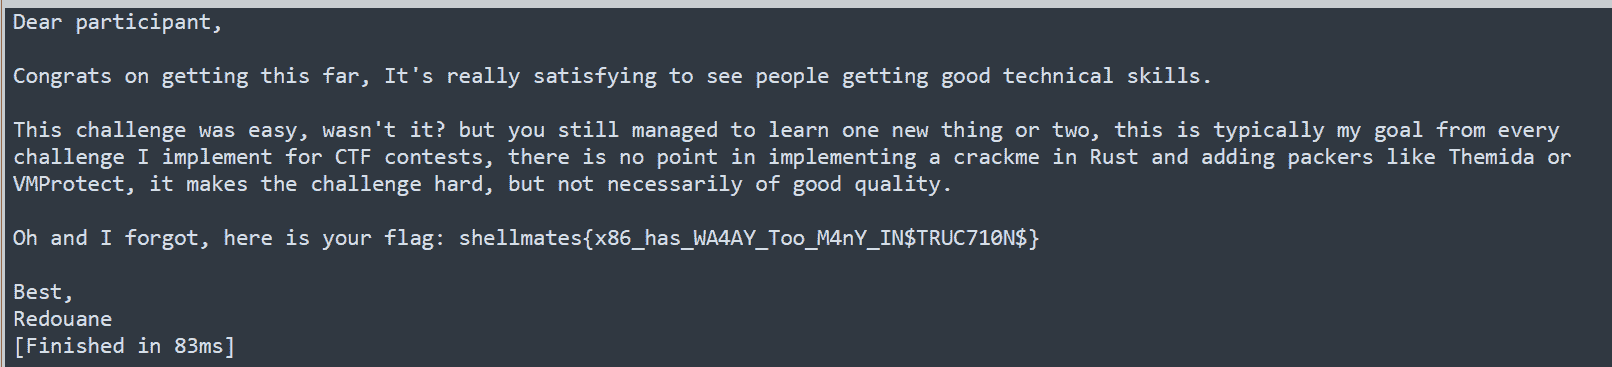 Dear participant,
Congrats on getting this far, It's really satisfying to see people getting good technical skills.
This challenge was easy, wasn't it? but you still managed to learn one new thing or two, this is typically my goal from every
challenge I implement for CTF contests, there is no point in implementing a crackme in Rust and adding packers like Themida or
VMProtect, it makes the challenge hard, but not necessarily of good quality.
Oh and I forgot, here is your flag: shellmates{x86_has_WA4AY_Too_M4nY_IN$TRUC710N$}
Best,
Redouane
[Finished in 83ms]